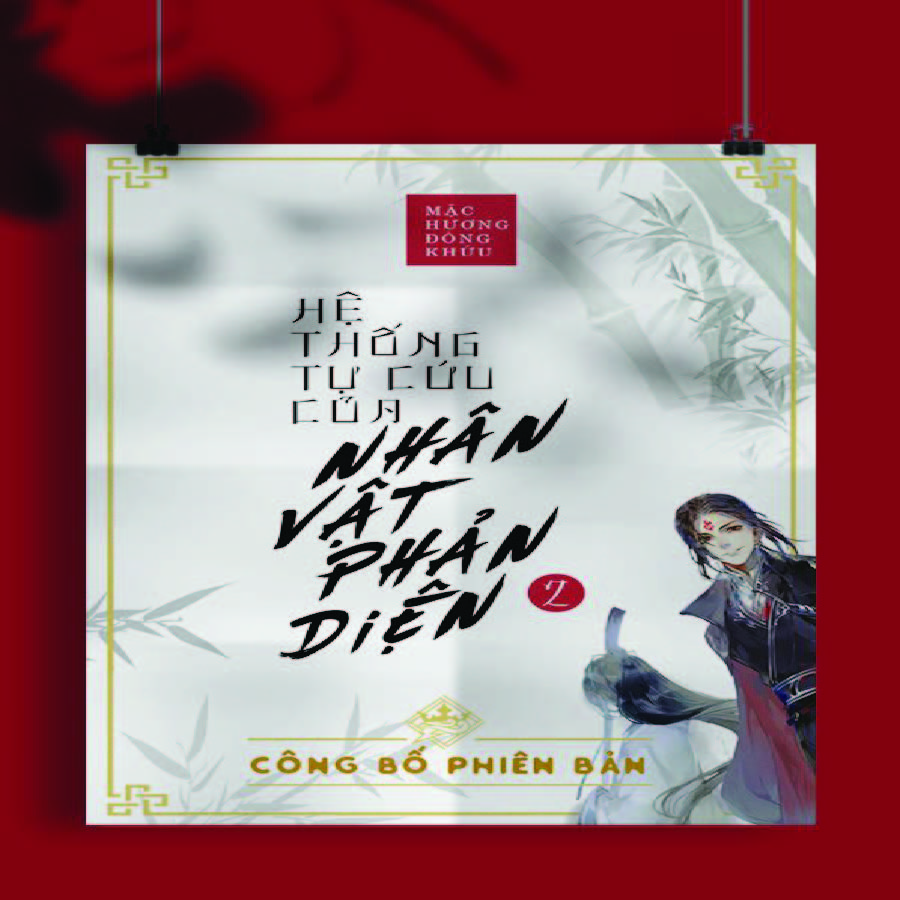 MẶC
HƯƠNG
ĐỒNG
KHỨU
HỆ
THỐNG
TỰ CỨU
CỦA
NHÂN
VẬT
PHẢN
DIỆN
2
CÔNG BỐ PHIÊN BẢN